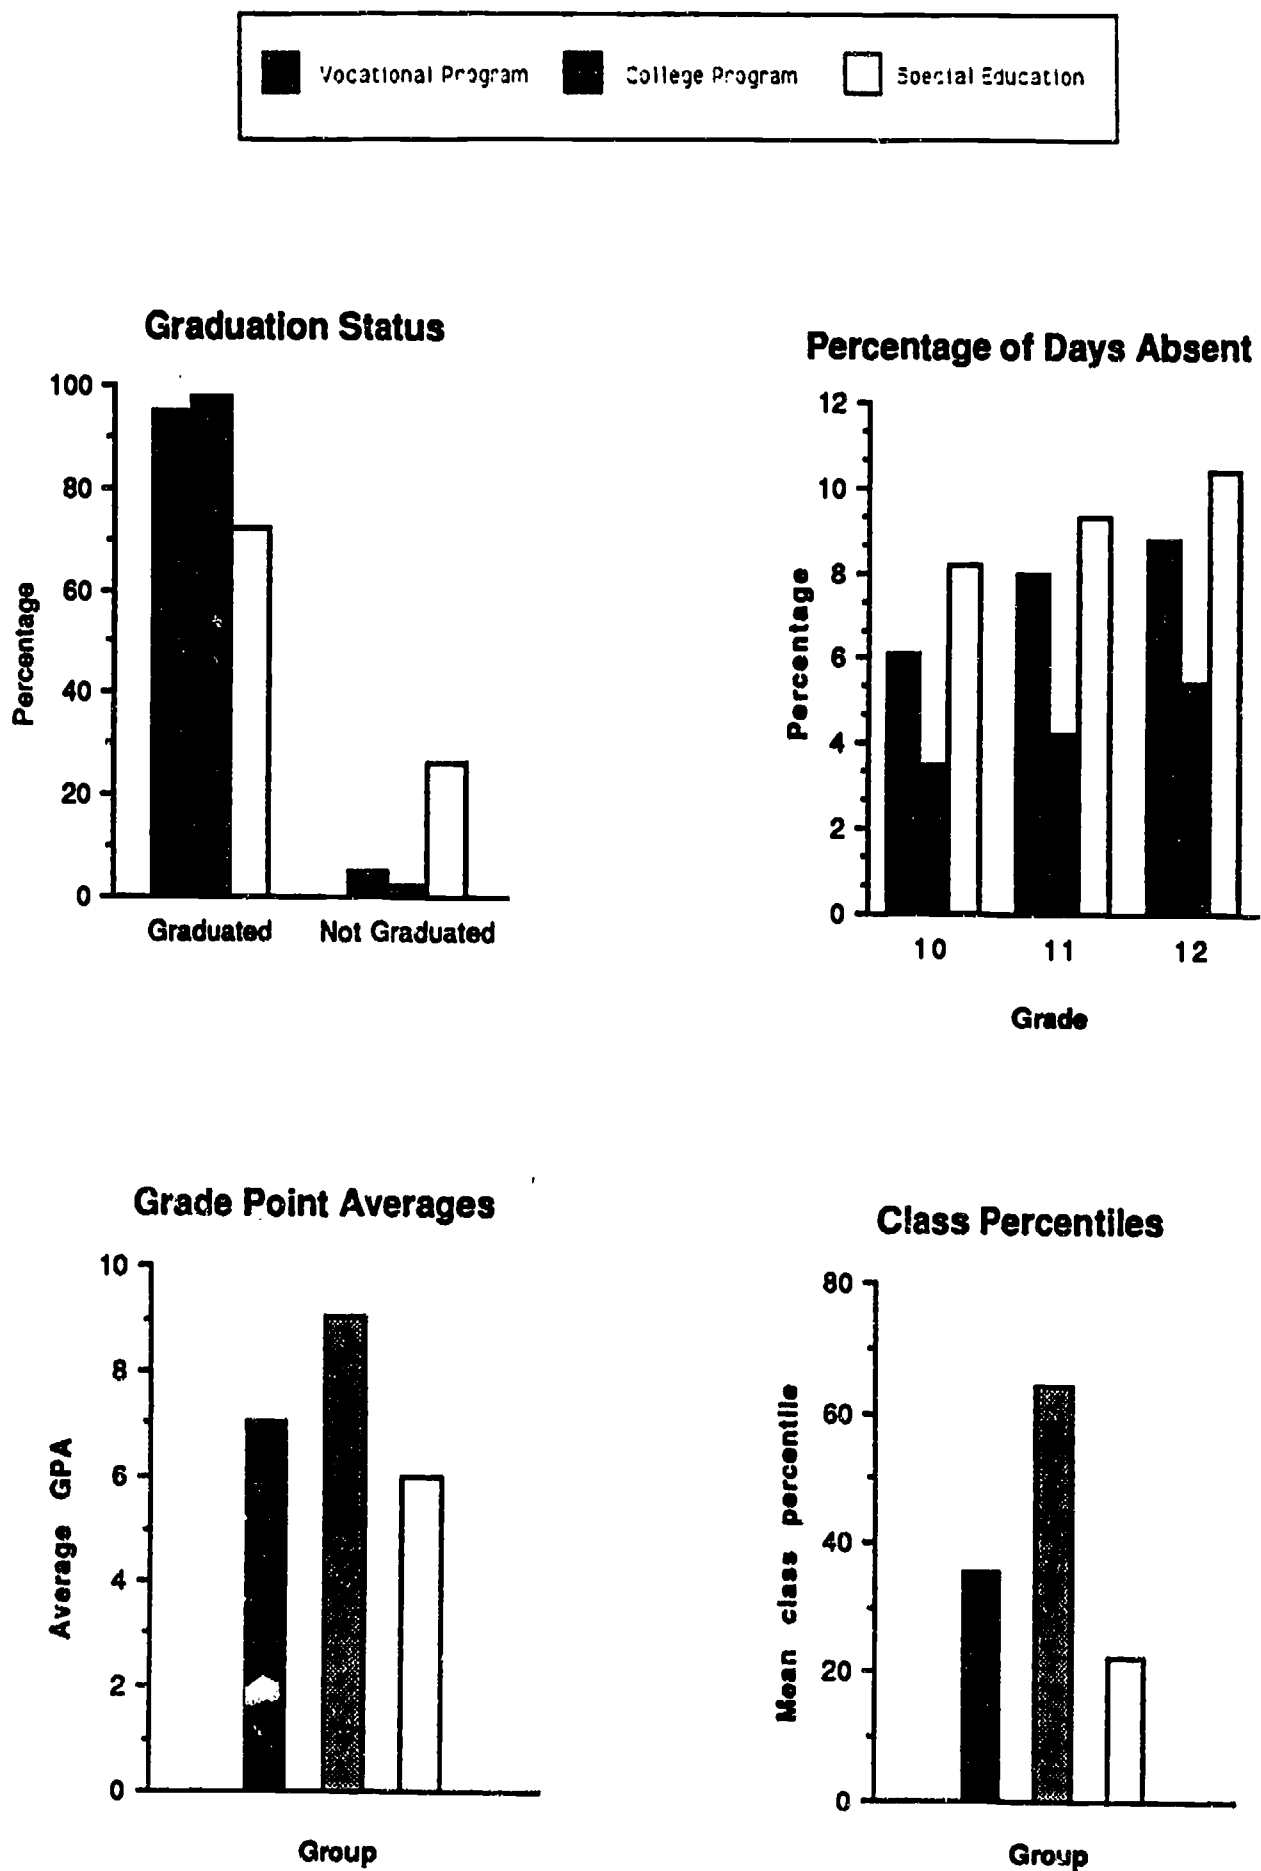 Vocational Program College Program Special Education
Graduation Status
Percentage
100
80
60
40
20
0
Graduated Not Graduated
Percentage of Days Absent
Percentage
12
10
8
6
4
2
0
10 11 12
Grade
Grade Point Averages
Average GPA
10
8
6
4
2
0
Group
Class Percentiles
Mean class percentile
80
60
40
20
0
Group